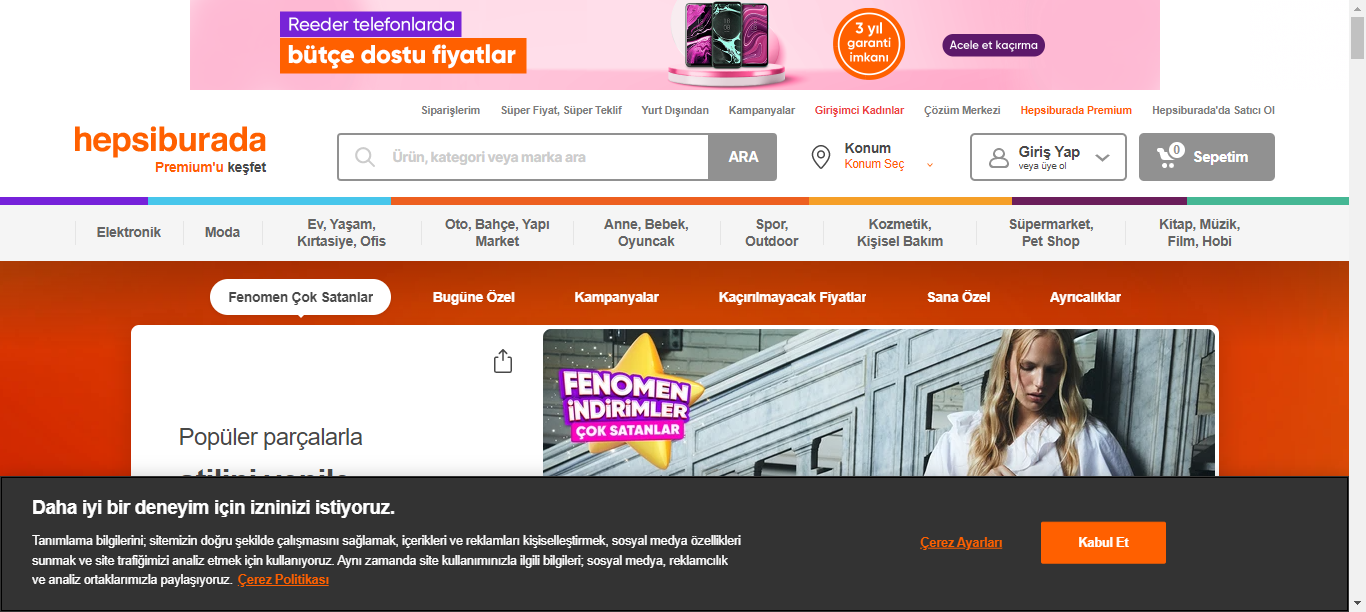 Reeder telefonlarda
bütçe dostu fiyatlar
3 yıl
garanti
imkanı
Acele et kaçırma
Siparişlerim
Süper Fiyat, Süper Teklif
Yurt Dışından
Kampanyalar
Girişimci Kadınlar
Çözüm Merkezi
Hepsiburada Premium
Hepsiburada'da Satıcı Ol
hepsiburada
Premium'u keşfet
Ürün, kategori veya marka ara
ARA
Konum
Konum Seç
Giriş Yap
veya üye ol
0
Sepetim
Elektronik
Moda
Ev, Yaşam,
Kırtasiye, Ofis
Oto, Bahçe, Yapı
Market
Anne, Bebek,
Oyuncak
Spor,
Outdoor
Kozmetik,
Kişisel Bakım
Süpermarket,
Pet Shop
Kitap, Müzik,
Film, Hobi
Fenomen Çok Satanlar
Bugüne Özel
Kampanyalar
Kaçırılmayacak Fiyatlar
Sana Özel
Ayrıcalıklar
FENOMEN
İNDİRİMLER
ÇOK SATANLAR
Popüler parçalarla
Daha iyi bir deneyim için izninizi istiyoruz.
Tanımlama bilgilerini; sitemizin doğru şekilde çalışmasını sağlamak, içerikleri ve reklamları kişiselleştirmek, sosyal medya özellikleri
sunmak ve site trafiğimizi analiz etmek için kullanıyoruz. Aynı zamanda site kullanımınızla ilgili bilgileri; sosyal medya, reklamcılık
ve analiz ortaklarımızla paylaşıyoruz. Çerez Politikası
Çerez Ayarları
Kabul Et